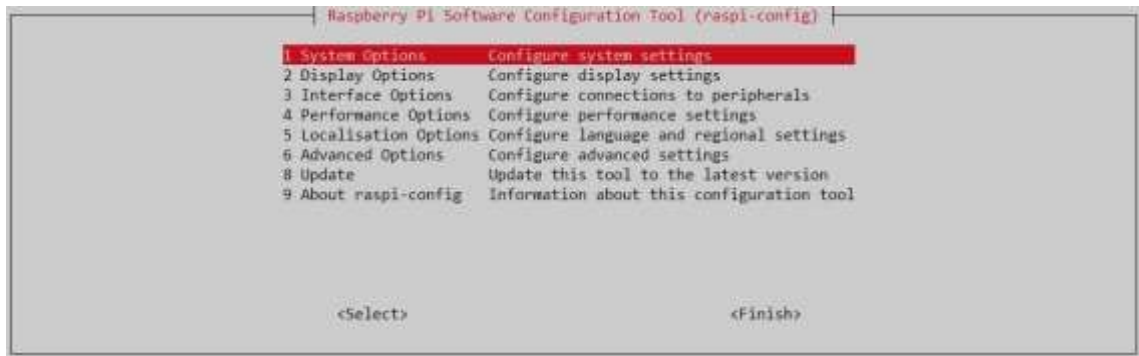 Raspberry Pi Software Configuration Tool (raspi-config)
1 System Options Configure system settings
2 Display Options Configure display settings
3 Interface Options Configure connections to peripherals
4 Performance Options Configure performance settings
5 Localisation Options Configure language and regional settings
6 Advanced Options Configure advanced settings
8 Update Update this tool to the latest version
9 About raspi-config Information about this configuration tool
<Select> <Finish>